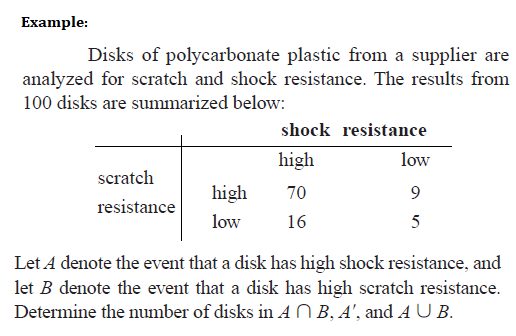 Example:
Disks of polycarbonate plastic from a supplier are
analyzed for scratch and shock resistance. The results from
100 disks are summarized below:
shock resistance
high low
scratch
resistance
high 70 9
low 16 5
Let A denote the event that a disk has high shock resistance, and
let B denote the event that a disk has high scratch resistance.
Determine the number of disks in A ∩ B, A′, and A ∪ B.